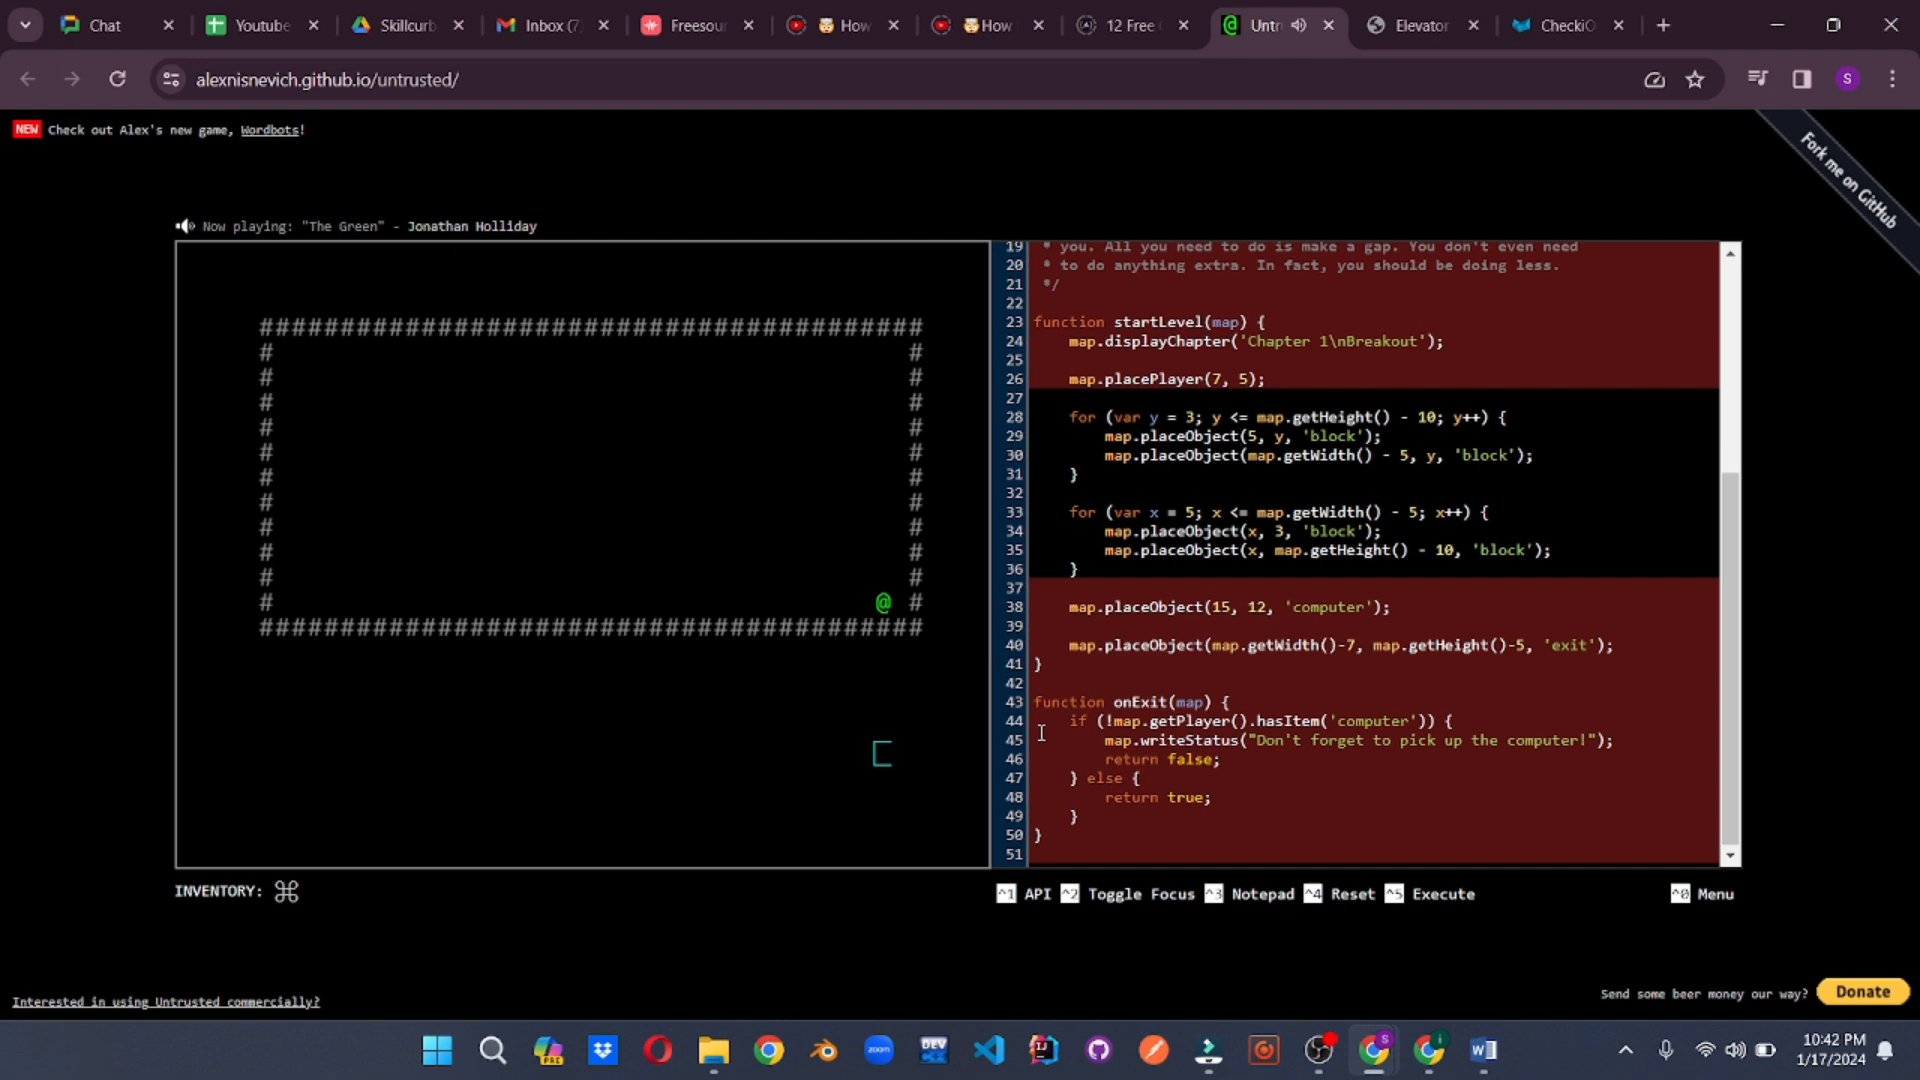 Chat
Youtube
Skillcurb
Inbox (7
Freesou
How
How
12 Free
Untr
Elevator
CheckiO
alexnisnevich.github.io/untrusted/
S
NEW Check out Alex's new game, Wordbots!
Fork me on GitHub
Now playing: "The Green" - Jonathan Holliday
#########################################
# #
# #
# #
# #
# #
# #
# #
# #
# #
# #
# @ #
#########################################
19 * you. All you need to do is make a gap. You don't even need
20 * to do anything extra. In fact, you should be doing less.
21 */
22
23 function startLevel(map) {
24 map.displayChapter('Chapter 1\nBreakout');
25
26 map.placePlayer(7, 5);
27
28 for (var y = 3; y <= map.getHeight() - 10; y++) {
29 map.placeObject(5, y, 'block');
30 map.placeObject(map.getWidth() - 5, y, 'block');
31 }
32
33 for (var x = 5; x <= map.getWidth() - 5; x++) {
34 map.placeObject(x, 3, 'block');
35 map.placeObject(x, map.getHeight() - 10, 'block');
36 }
37
38 map.placeObject(15, 12, 'computer');
39
40 map.placeObject(map.getWidth()-7, map.getHeight()-5, 'exit');
41 }
42
43 function onExit(map) {
44 if (!map.getPlayer().hasItem('computer')) {
45 map.writeStatus("Don't forget to pick up the computer!");
46 return false;
47 } else {
48 return true;
49 }
50 }
51
INVENTORY: ⌘
^1 API ^2 Toggle Focus ^3 Notepad ^4 Reset ^5 Execute ^0 Menu
Interested in using Untrusted commercially?
Send some beer money our way? Donate
PRE
zoom
DEV
10:42 PM
1/17/2024